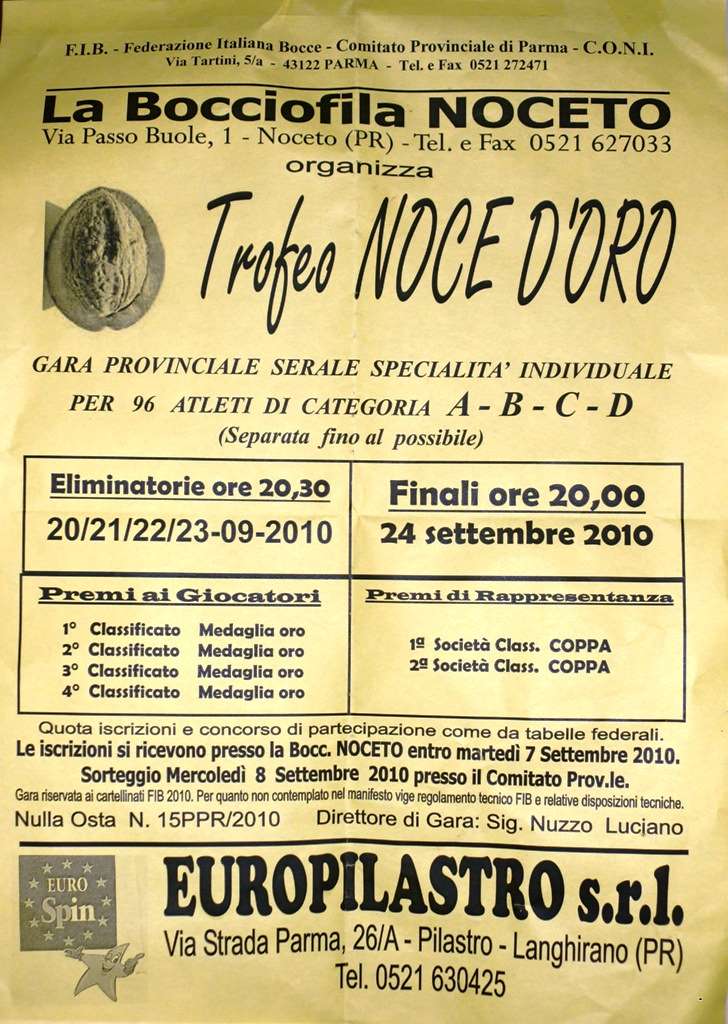 F.I.B. - Federazione Italiana Bocce - Comitato Provinciale di Parma - C.O.N.I.
Via Tartini, 5/a - 43122 PARMA - Tel. e Fax 0521 272471
La Bocciofila NOCETO
Via Passo Buole, 1 - Noceto (PR) - Tel. e Fax 0521 627033
organizza
Trofeo NOCE D'ORO
GARA PROVINCIALE SERALE SPECIALITA' INDIVIDUALE
PER 96 ATLETI DI CATEGORIA A - B - C - D
(Separata fino al possibile)
Eliminatorie ore 20,30
20/21/22/23-09-2010
Finali ore 20,00
24 settembre 2010
Premi ai Giocatori
1° Classificato Medaglia oro
2° Classificato Medaglia oro
3° Classificato Medaglia oro
4° Classificato Medaglia oro
Premi di Rappresentanza
1ª Società Class. COPPA
2ª Società Class. COPPA
Quota iscrizioni e concorso di partecipazione come da tabelle federali.
Le iscrizioni si ricevono presso la Bocc. NOCETO entro martedì 7 Settembre 2010.
Sorteggio Mercoledì 8 Settembre 2010 presso il Comitato Prov.le.
Gara riservata ai cartellinati FIB 2010. Per quanto non contemplato nel manifesto vige regolamento tecnico FIB e relative disposizioni tecniche.
Nulla Osta N. 15PPR/2010 Direttore di Gara: Sig. Nuzzo Luciano
EURO
Spin
EUROPILASTRO s.r.l.
Via Strada Parma, 26/A - Pilastro - Langhirano (PR)
Tel. 0521 630425